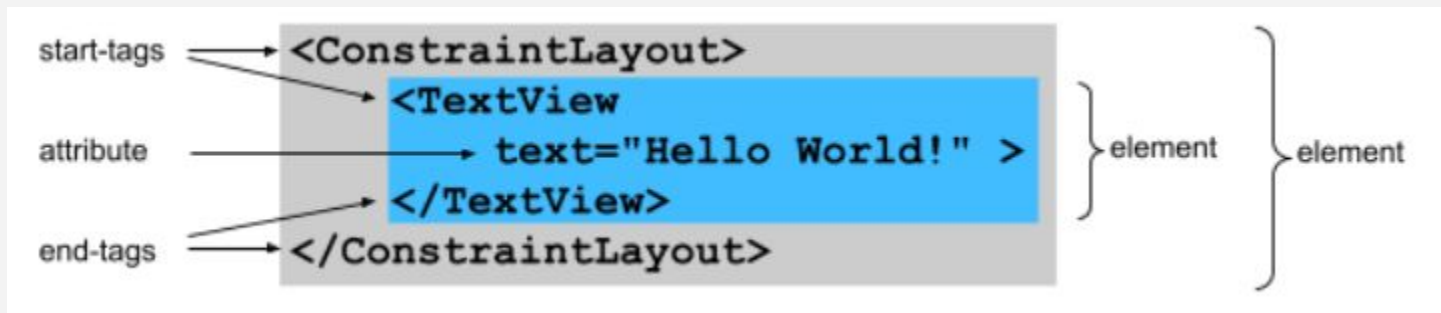 start-tags
<ConstraintLayout>
<TextView
attribute
text="Hello World!" >
element
element
</TextView>
end-tags
</ConstraintLayout>